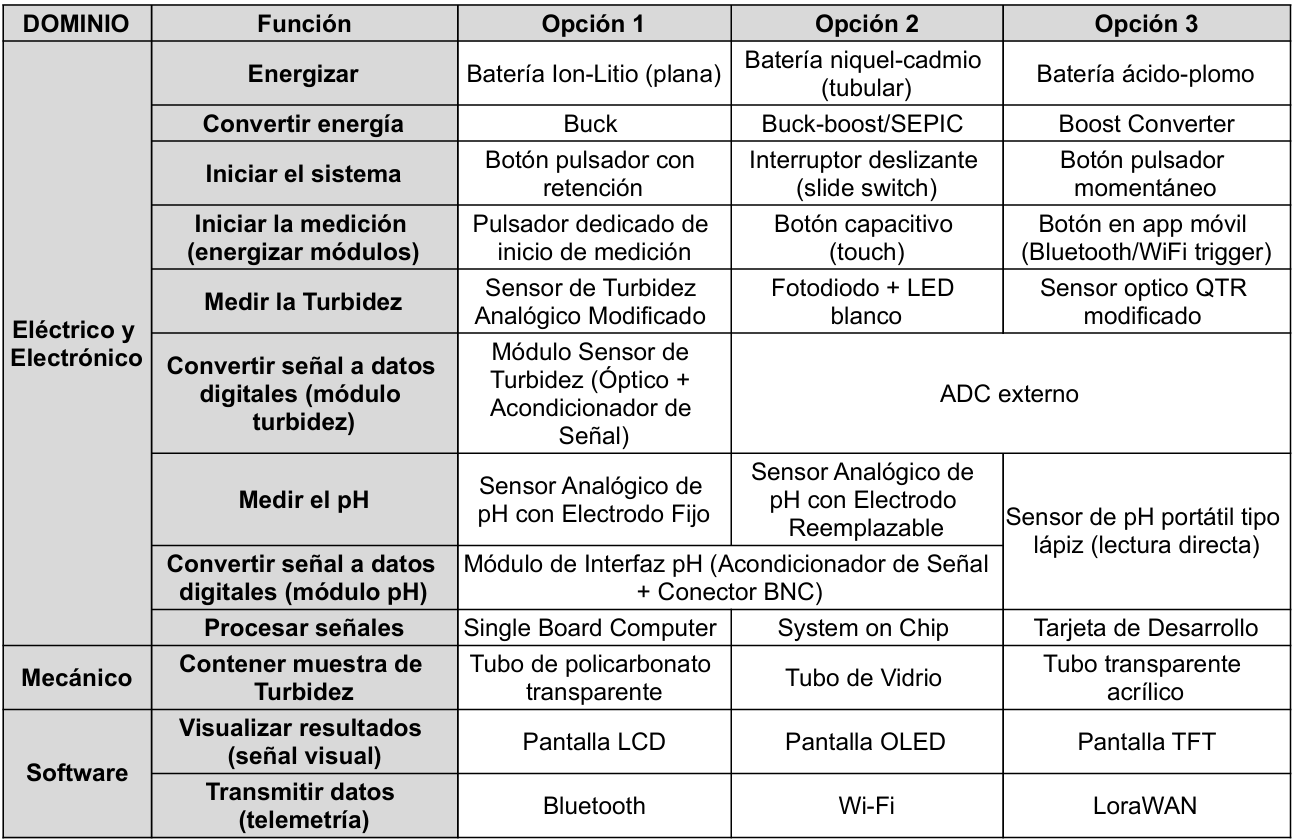 DOMINIO Función Opción 1 Opción 2 Opción 3
Eléctrico y
Electrónico
Energizar
Batería Ion-Litio (plana)
Batería niquel-cadmio
(tubular)
Batería ácido-plomo
Convertir energía
Buck
Buck-boost/SEPIC
Boost Converter
Iniciar el sistema
Botón pulsador con
retención
Interruptor deslizante
(slide switch)
Botón pulsador
momentáneo
Iniciar la medición
(energizar módulos)
Pulsador dedicado de
inicio de medición
Botón capacitivo
(touch)
Botón en app móvil
(Bluetooth/WiFi trigger)
Medir la Turbidez
Sensor de Turbidez
Analógico Modificado
Fotodiodo + LED
blanco
Sensor optico QTR
modificado
Convertir señal a datos
digitales (módulo
turbidez)
Módulo Sensor de
Turbidez (Óptico +
Acondicionador de
Señal)
ADC externo
Medir el pH
Sensor Analógico de
pH con Electrodo Fijo
Sensor Analógico de
pH con Electrodo
Reemplazable
Sensor de pH portátil tipo
lápiz (lectura directa)
Convertir señal a datos
digitales (módulo pH)
Módulo de Interfaz pH (Acondicionador de Señal
+ Conector BNC)
Procesar señales
Single Board Computer
System on Chip
Tarjeta de Desarrollo
Mecánico
Contener muestra de
Turbidez
Tubo de policarbonato
transparente
Tubo de Vidrio
Tubo transparente
acrílico
Software
Visualizar resultados
(señal visual)
Pantalla LCD
Pantalla OLED
Pantalla TFT
Transmitir datos
(telemetría)
Bluetooth
Wi-Fi
LoraWAN